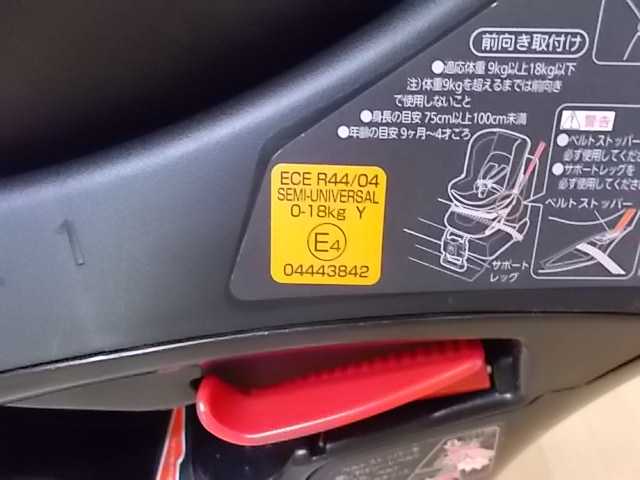 前向き取付け
●適応体重 9kg以上18kg以下
注)体重9kgを超えるまでは前向き
で使用しないこと
●身長の目安 75cm以上100cm未満
●年齢の目安 9ヶ月〜4才ごろ
警告
●ベルトストッパー
必ず使用してくださ
●サポートレッグを
必ず使用してくださ
ベルトストッパー
サポート
レッグ
ECE R44/04
SEMI-UNIVERSAL
0-18kg Y
E4
04443842
1